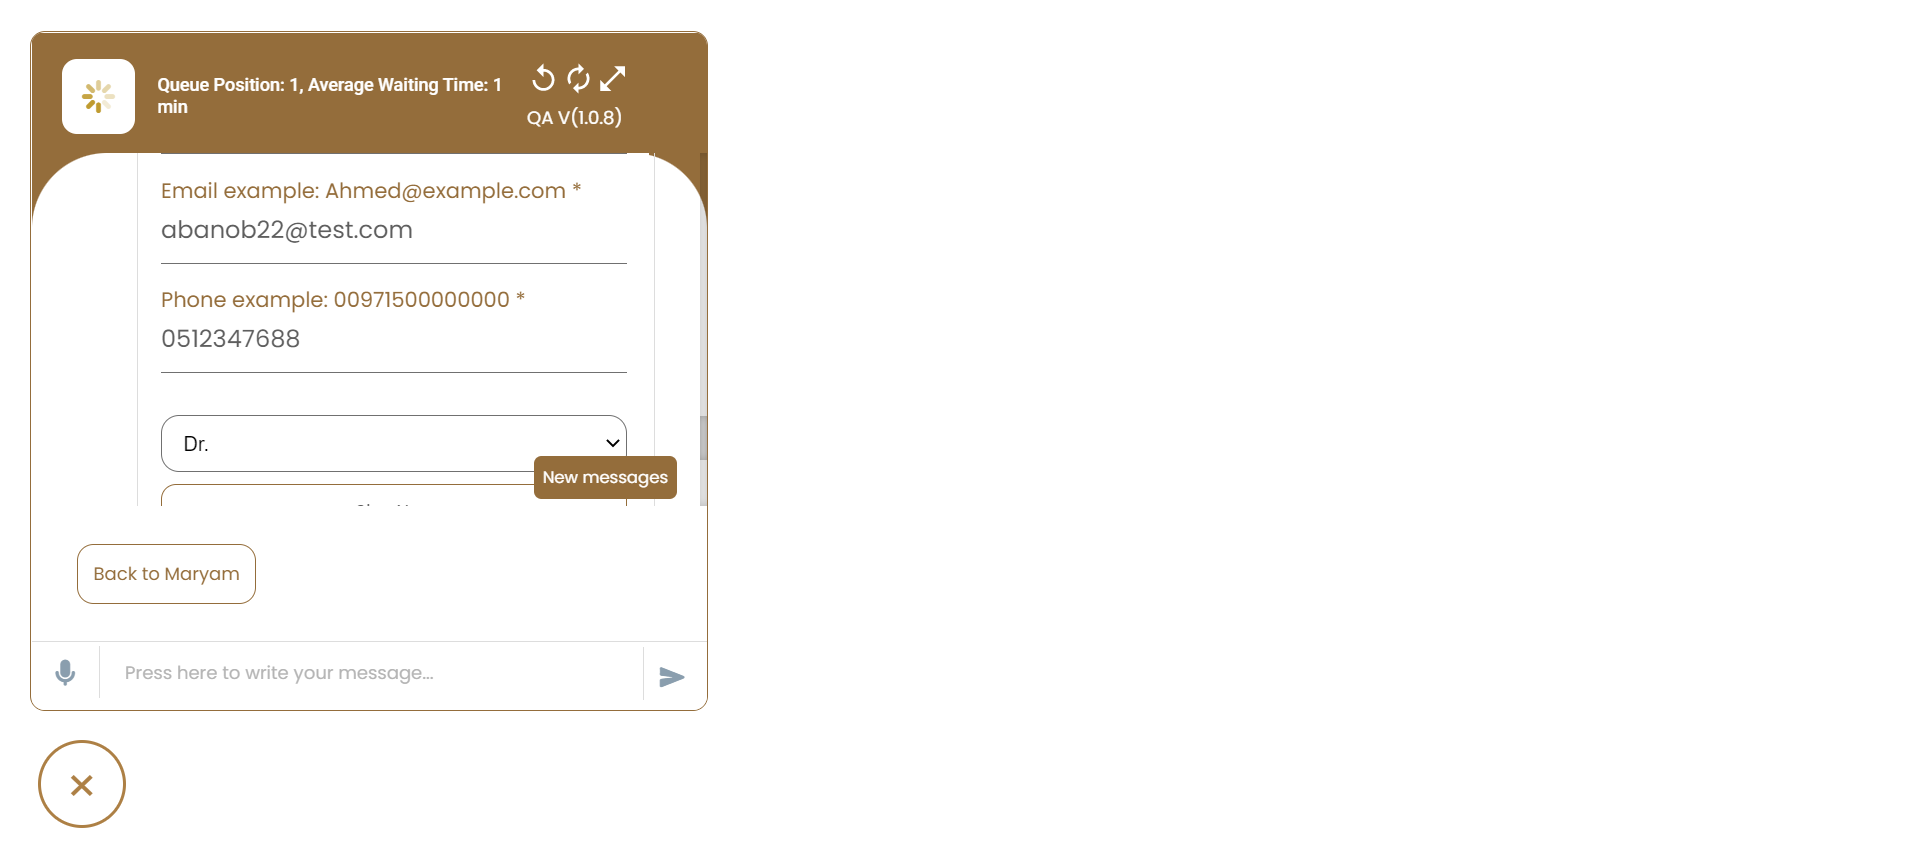 Queue Position: 1, Average Waiting Time: 1
min
QA V(1.0.8)
Email example: Ahmed@example.com *
abanob22@test.com
Phone example: 00971500000000 *
0512347688
Dr.
New messages
Back to Maryam
Press here to write your message...